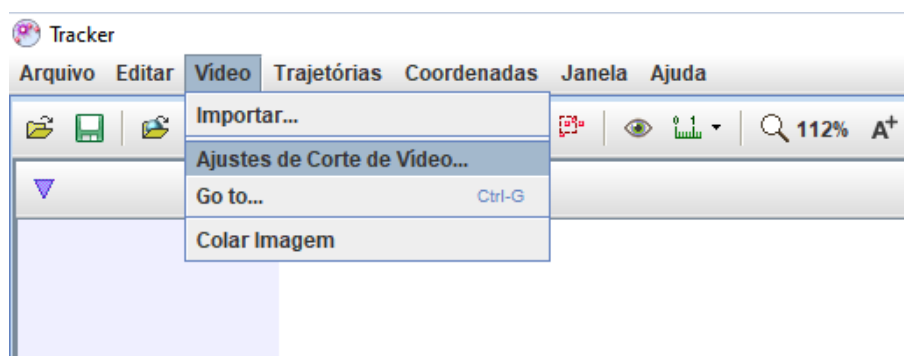 Tracker
Arquivo Editar Vídeo Trajetórias Coordenadas Janela Ajuda
112% A+
Importar...
Ajustes de Corte de Vídeo...
Go to... Ctrl-G
Colar Imagem